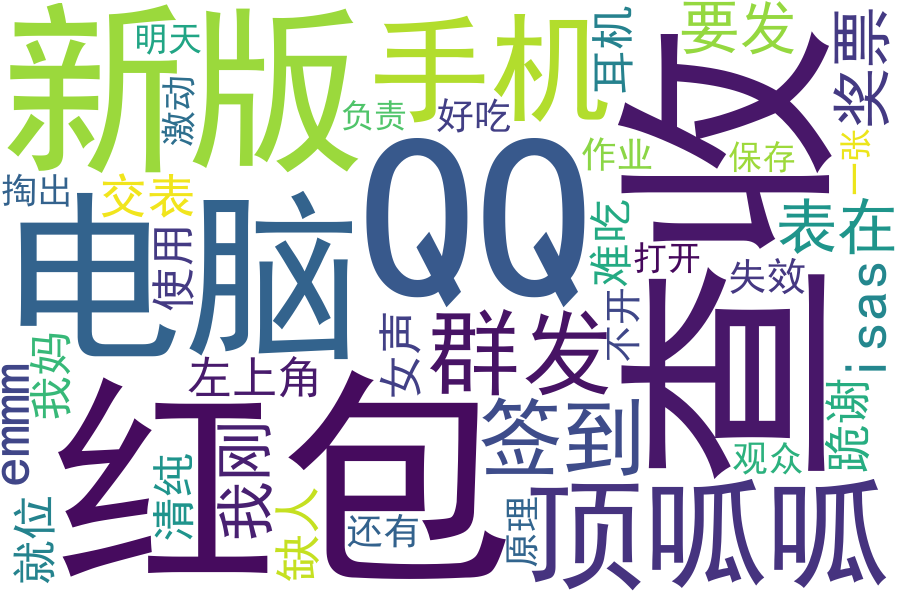 新版
明天
激动
手机
负责
好吃
耳机
要发
奖票
查收
作业
保存
一张
掏出
交表
使用
电脑
QQ
难吃
打开
表在
失效
不开
isas
女声
群发
我妈
左上角
emmm
红包
我刚
签到
跪谢
观众
清纯
就位
缺人
还有
原理
顶呱呱